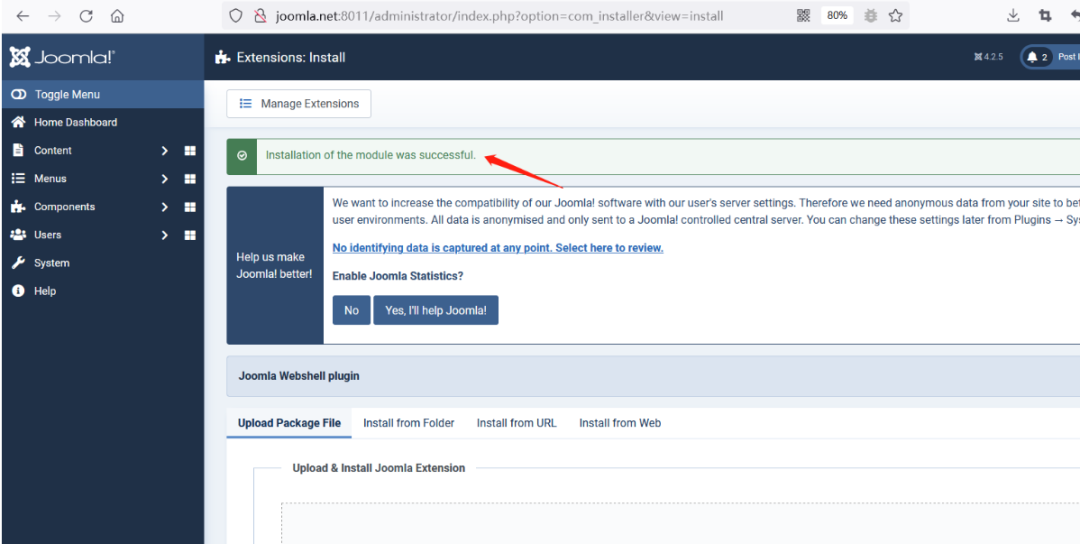 joomla.net:8011/administrator/index.php?option=com_installer&view=install
80%
Joomla!®
Extensions: Install
4.2.5
2
Post
Toggle Menu
Manage Extensions
Home Dashboard
Content
Menus
Components
Users
System
Help
Installation of the module was successful.
We want to increase the compatibility of our Joomla! software with our user's server settings. Therefore we need anonymous data from your site to
user environments. All data is anonymised and only sent to a Joomla! controlled central server. You can change these settings later from Plugins →
No identifying data is captured at any point. Select here to review.
Help us make
Joomla! better!
Enable Joomla Statistics?
No
Yes, I'll help Joomla!
Joomla Webshell plugin
Upload Package File
Install from Folder
Install from URL
Install from Web
Upload & Install Joomla Extension